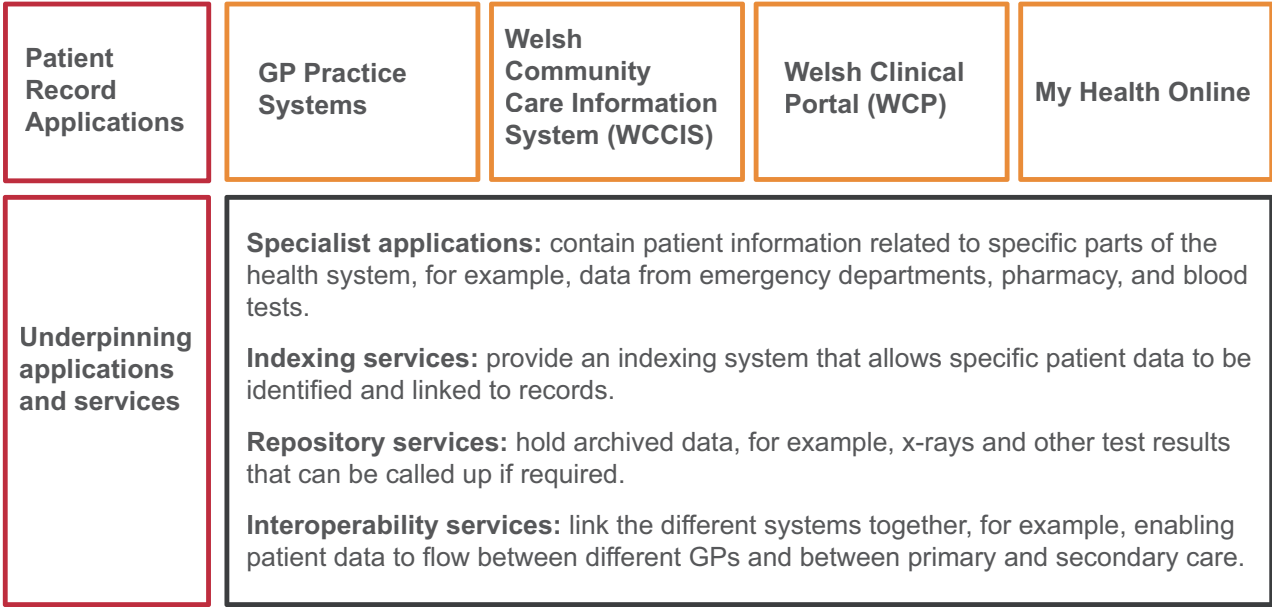 Patient
Record
Applications
GP Practice
Systems
Welsh
Community
Care Information
System (WCCIS)
Welsh Clinical
Portal (WCP)
My Health Online
Underpinning
applications
and services
Specialist applications: contain patient information related to specific parts of the
health system, for example, data from emergency departments, pharmacy, and blood
tests.
Indexing services: provide an indexing system that allows specific patient data to be
identified and linked to records.
Repository services: hold archived data, for example, x-rays and other test results
that can be called up if required.
Interoperability services: link the different systems together, for example, enabling
patient data to flow between different GPs and between primary and secondary care.